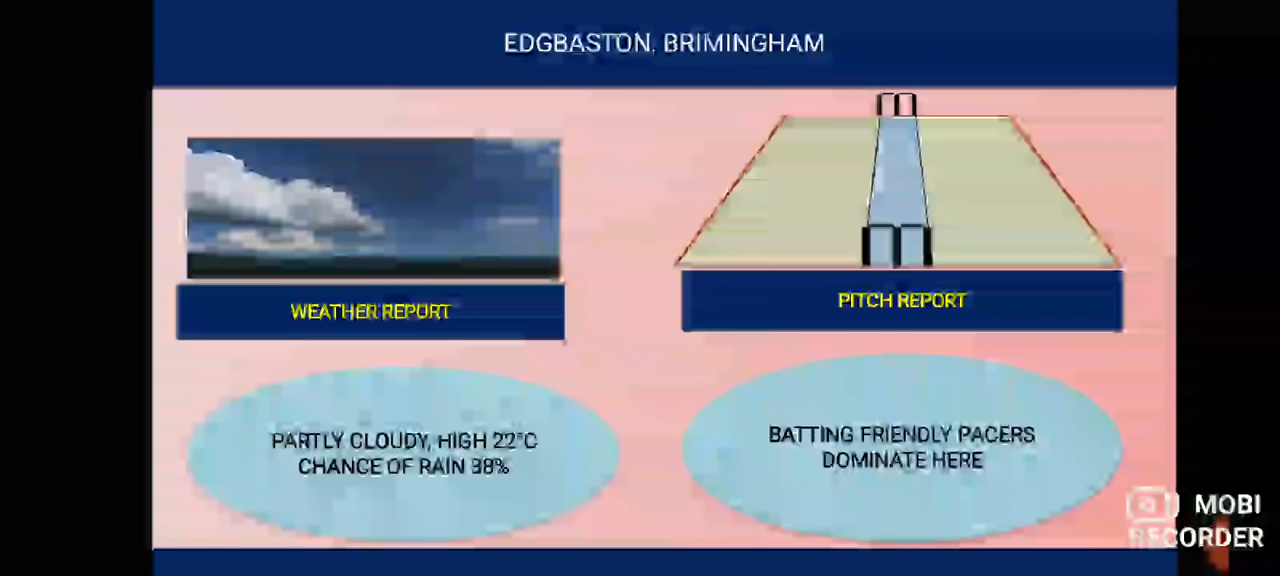 EDGBASTON, BRIMINGHAM
WEATHER REPORT
PITCH REPORT
PARTLY CLOUDY, HIGH 22°C
CHANCE OF RAIN 38%
BATTING FRIENDLY PACERS
DOMINATE HERE
MOBI
RECORDER